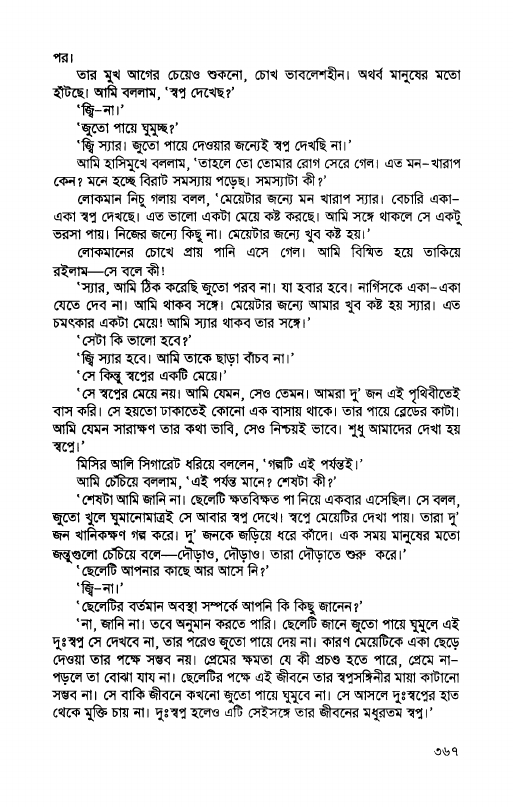 পর।
তার মুখ আগের চেয়েও শুকনো, চোখ ভাবলেশহীন। অথর্ব মানুষের মতো
হাঁটছে। আমি বললাম, ‘স্বপ্ন দেখেছ?’
‘জ্বি-না।’
‘জুতো পায়ে ঘুমুচ্ছ?’
‘জ্বি স্যার। জুতো পায়ে দেওয়ার জন্যেই স্বপ্ন দেখছি না।’
আমি হাসিমুখে বললাম, ‘তাহলে তো তোমার রোগ সেরে গেল। এত মন-খারাপ
কেন? মনে হচ্ছে বিরাট সমস্যায় পড়েছ। সমস্যাটা কী?’
লোকমান নিচু গলায় বলল, ‘মেয়েটার জন্যে মন খারাপ স্যার। বেচারি একা-
একা স্বপ্ন দেখছে। এত ভালো একটা মেয়ে কষ্ট করছে। আমি সঙ্গে থাকলে সে একটু
ভরসা পায়। নিজের জন্যে কিছু না। মেয়েটার জন্যে খুব কষ্ট হয়।’
লোকমানের চোখে প্রায় পানি এসে গেল। আমি বিস্মিত হয়ে তাকিয়ে
রইলাম—সে বলে কী!
‘স্যার, আমি ঠিক করেছি জুতো পরব না। যা হবার হবে। নার্গিসকে একা-একা
যেতে দেব না। আমি থাকব সঙ্গে। মেয়েটার জন্যে আমার খুব কষ্ট হয় স্যার। এত
চমৎকার একটা মেয়ে! আমি স্যার থাকব তার সঙ্গে।’
‘সেটা কি ভালো হবে?’
‘জ্বি স্যার হবে। আমি তাকে ছাড়া বাঁচব না।’
‘সে কিন্তু স্বপ্নের একটি মেয়ে।’
‘সে স্বপ্নের মেয়ে নয়। আমি যেমন, সেও তেমন। আমরা দু’ জন এই পৃথিবীতেই
বাস করি। সে হয়তো ঢাকাতেই কোনো এক বাসায় থাকে। তার পায়ে ব্লেডের কাটা।
আমি যেমন সারাক্ষণ তার কথা ভাবি, সেও নিশ্চয়ই ভাবে। শুধু আমাদের দেখা হয়
স্বপ্নে।’
মিসির আলি সিগারেট ধরিয়ে বললেন, ‘গল্পটি এই পর্যন্তই।’
আমি চেঁচিয়ে বললাম, ‘এই পর্যন্ত মানে? শেষটা কী?’
‘শেষটা আমি জানি না। ছেলেটি ক্ষতবিক্ষত পা নিয়ে একবার এসেছিল। সে বলল,
জুতো খুলে ঘুমানোমাত্রই সে আবার স্বপ্ন দেখে। স্বপ্নে মেয়েটির দেখা পায়। তারা দু’
জন খানিকক্ষণ গল্প করে। দু’ জনকে জড়িয়ে ধরে কাঁদে। এক সময় মানুষের মতো
জন্তুগুলো চেঁচিয়ে বলে—দৌড়াও, দৌড়াও। তারা দৌড়াতে শুরু করে।’
‘ছেলেটি আপনার কাছে আর আসে নি?’
‘জ্বি-না।’
‘ছেলেটির বর্তমান অবস্থা সম্পর্কে আপনি কি কিছু জানেন?’
‘না, জানি না। তবে অনুমান করতে পারি। ছেলেটি জানে জুতো পায়ে ঘুমুলে এই
দুঃস্বপ্ন সে দেখবে না, তার পরেও জুতো পায়ে দেয় না। কারণ মেয়েটিকে একা ছেড়ে
দেওয়া তার পক্ষে সম্ভব নয়। প্রেমের ক্ষমতা যে কী প্রচণ্ড হতে পারে, প্রেমে না-
পড়লে তা বোঝা যায় না। ছেলেটির পক্ষে এই জীবনে তার স্বপ্নসঙ্গিনীর মায়া কাটানো
সম্ভব না। সে বাকি জীবনে কখনো জুতো পায়ে ঘুমুবে না। সে আসলে দুঃস্বপ্নের হাত
থেকে মুক্তি চায় না। দুঃস্বপ্ন হলেও এটি সেইসঙ্গে তার জীবনের মধুরতম স্বপ্ন।’
৩৬৭